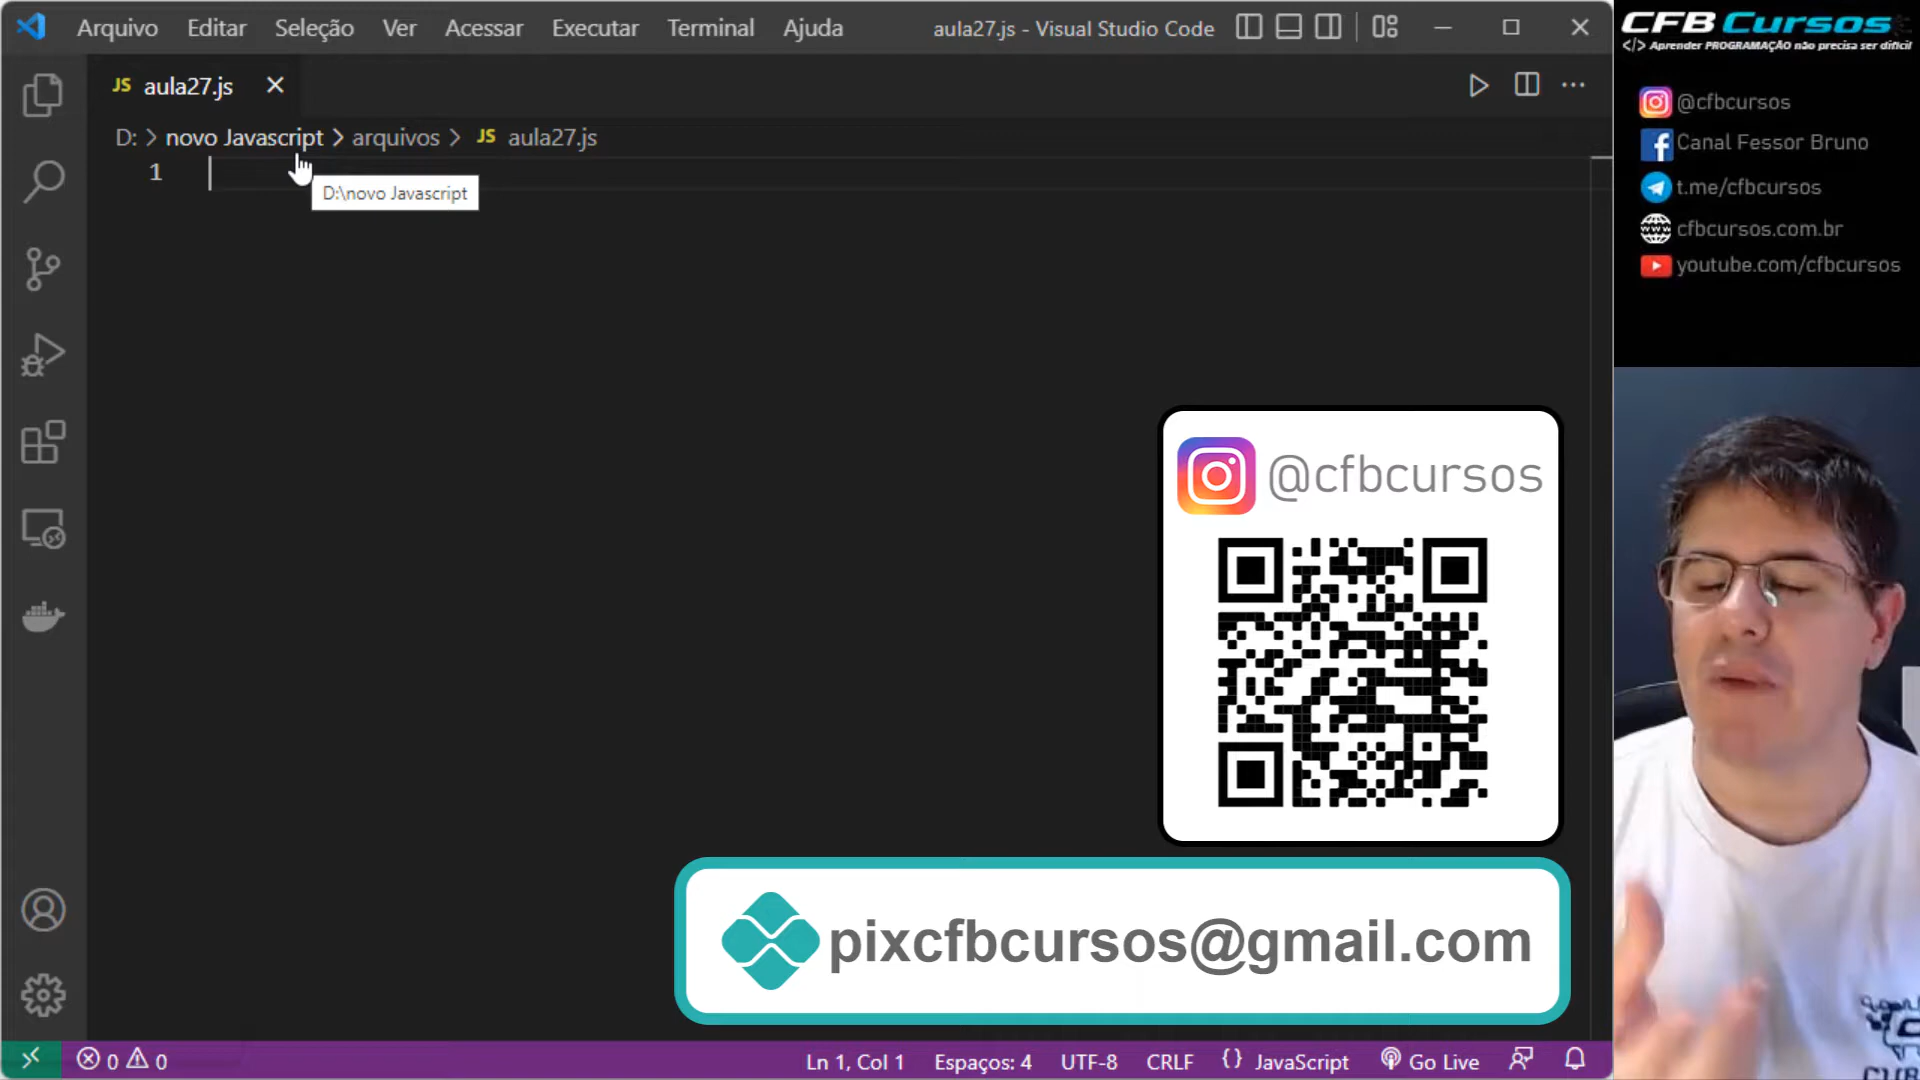 Arquivo Editar Seleção Ver Acessar Executar Terminal Ajuda aula27.js - Visual Studio Code
JS aula27.js
D: > novo Javascript > arquivos > JS aula27.js
1
D:\novo Javascript
CFB Cursos
</> Aprender PROGRAMAÇÃO não precisa ser difícil
@cfbcursos
Canal Fessor Bruno
t.me/cfbcursos
cfbcursos.com.br
youtube.com/cfbcursos
@cfbcursos
pixcfbcursos@gmail.com
0 0 Ln 1, Col 1 Espaços: 4 UTF-8 CRLF {} JavaScript Go Live